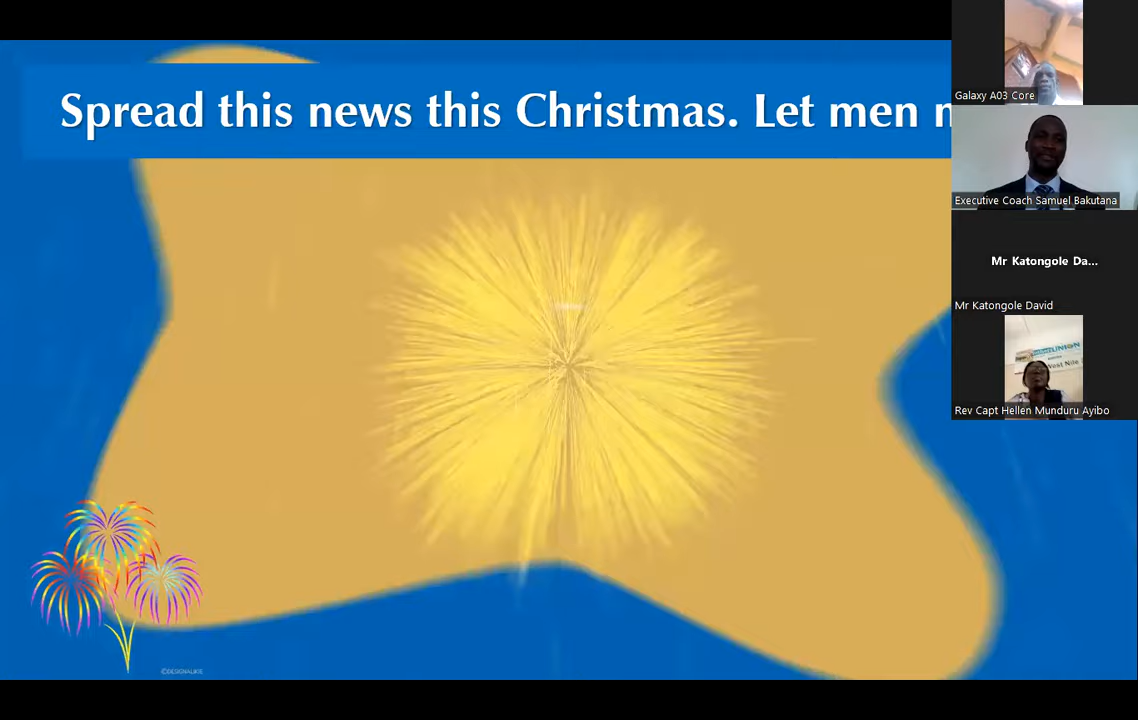 Spread this news this Christmas. Let men
Galaxy A03 Core
Executive Coach Samuel Bakutana
Mr Katongole Da...
Mr Katongole David
Rev Capt Hellen Munduru Ayibo
©DESIGNALIKIE